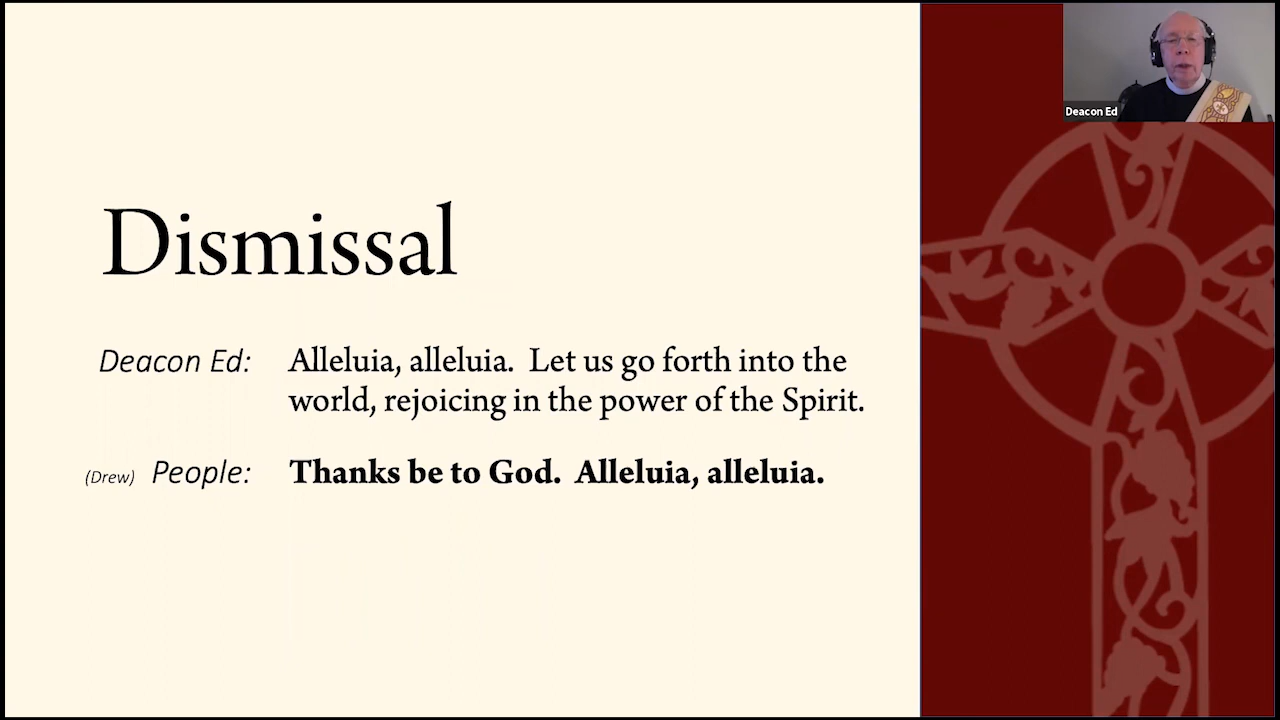 Deacon Ed
Dismissal
Deacon Ed: Alleluia, alleluia.  Let us go forth into the
world, rejoicing in the power of the Spirit.
(Drew) People: Thanks be to God.  Alleluia, alleluia.